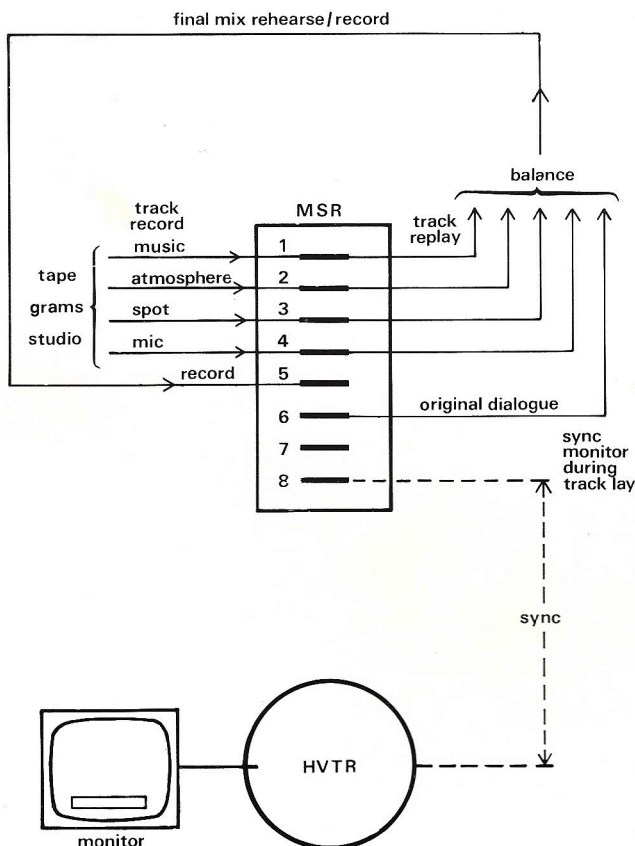 final mix rehearse/record
balance
track
record
MSR
track
replay
tape
grams
studio
music
atmosphere
spot
mic
record
1
2
3
4
5
6
7
8
original dialogue
sync
monitor
during
track lay
sync
HVTR
monitor